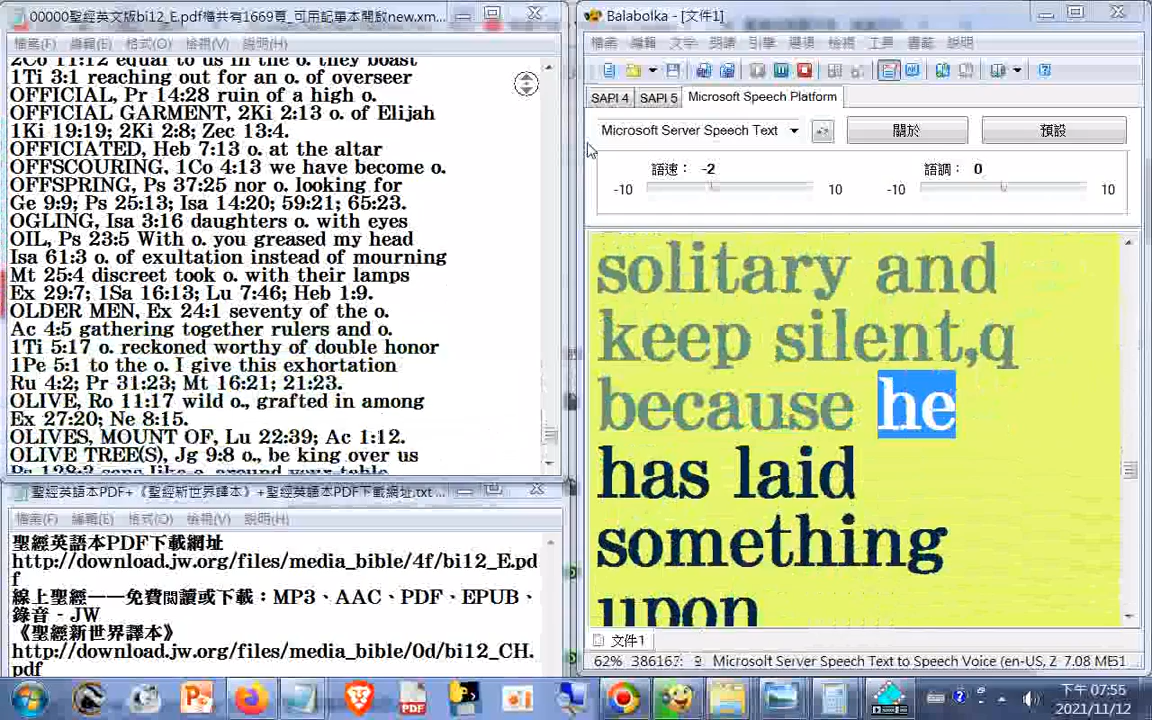 00000聖經英文版bi12_E.pdf檔共有1669頁_可用記事本開啟new.xm...
檔案(F) 編輯(E) 格式(O) 檢視(V) 說明(H)
2Co 11:12 equal to us in the o. they boast
1Ti 3:1 reaching out for an o. of overseer
OFFICIAL, Pr 14:28 ruin of a high o.
OFFICIAL GARMENT, 2Ki 2:13 o. of Elijah
1Ki 19:19; 2Ki 2:8; Zec 13:4.
OFFICIATED, Heb 7:13 o. at the altar
OFFSCOURING, 1Co 4:13 we have become o.
OFFSPRING, Ps 37:25 nor o. looking for
Ge 9:9; Ps 25:13; Isa 14:20; 59:21; 65:23.
OGLING, Isa 3:16 daughters o. with eyes
OIL, Ps 23:5 With o. you greased my head
Isa 61:3 o. of exultation instead of mourning
Mt 25:4 discreet took o. with their lamps
Ex 29:7; 1Sa 16:13; Lu 7:46; Heb 1:9.
OLDER MEN, Ex 24:1 seventy of the o.
Ac 4:5 gathering together rulers and o.
1Ti 5:17 o. reckoned worthy of double honor
1Pe 5:1 to the o. I give this exhortation
Ru 4:2; Pr 31:23; Mt 16:21; 21:23.
OLIVE, Ro 11:17 wild o., grafted in among
Ex 27:20; Ne 8:15.
OLIVES, MOUNT OF, Lu 22:39; Ac 1:12.
OLIVE TREE(S), Jg 9:8 o., be king over us
Ps 128:3 sons like o. around your table
聖經英語本PDF+《聖經新世界譯本》+聖經英語本PDF下載網址.txt ...
檔案(F) 編輯(E) 格式(O) 檢視(V) 說明(H)
聖經英語本PDF下載網址
http://download.jw.org/files/media_bible/4f/bi12_E.pd
f
線上聖經——免費閱讀或下載：MP3、AAC、PDF、EPUB、
錄音 - JW
《聖經新世界譯本》
http://download.jw.org/files/media_bible/0d/bi12_CH.
pdf
Balabolka - [文件1]
檔案 編輯 文字 朗讀 引擎 選項 檢視 工具 書籤 說明
SAPI 4 SAPI 5 Microsoft Speech Platform
Microsoft Server Speech Text 關於 預設
語速： -2 語調： 0
-10 10 -10 10
solitary and
keep silent,q
because he
has laid
something
upon
文件1
62% Microsoft Server Speech Text to Speech Voice (en-US, Z 7.08 MB
下午 07:55
2021/11/12